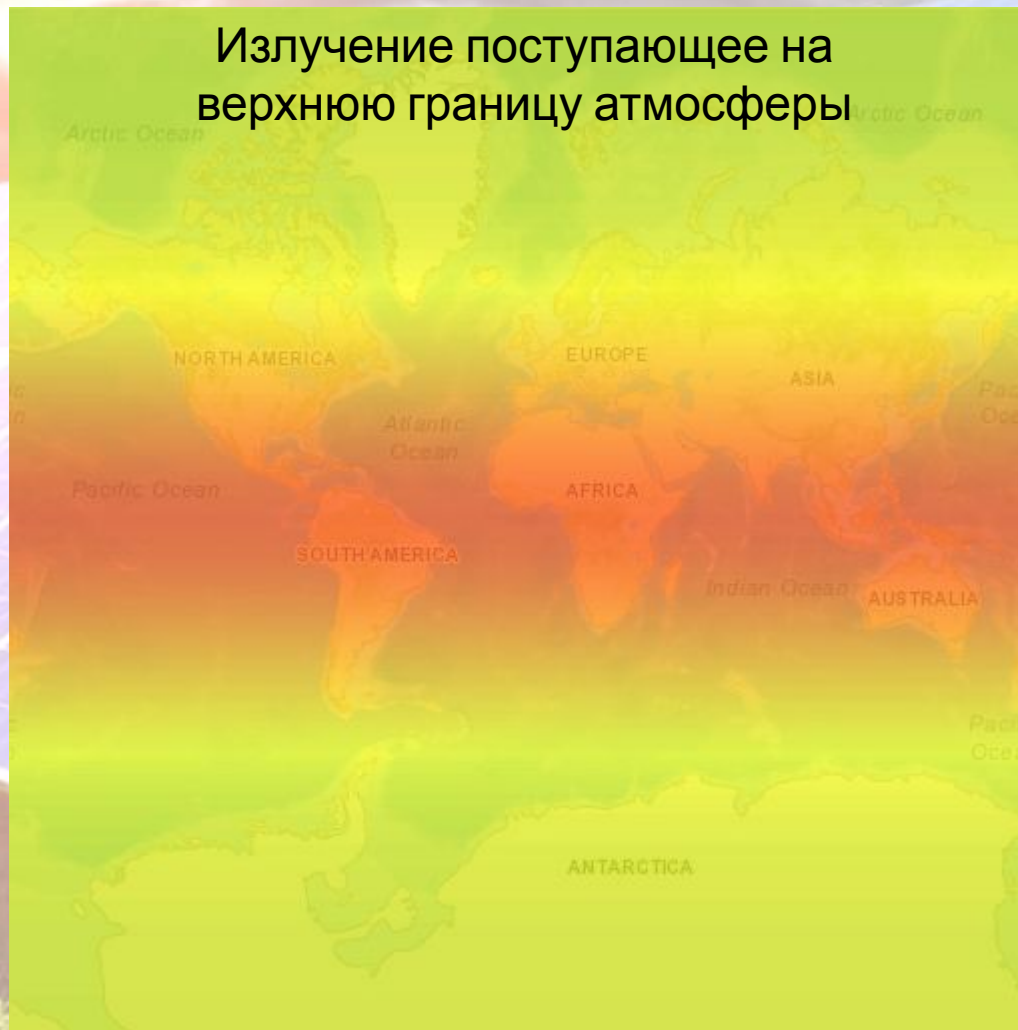 Излучение поступающее на
верхнюю границу атмосферы
Arctic Ocean
Arctic Ocean
NORTH AMERICA
EUROPE
ASIA
Atlantic
Ocean
Pacific Ocean
AFRICA
SOUTH AMERICA
Indian Ocean
AUSTRALIA
ANTARCTICA